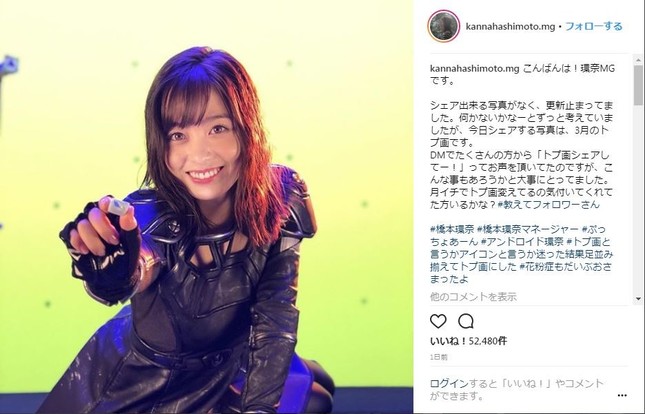 kannahashimoto.mg • フォローする
kannahashimoto.mg こんばんは！環奈MG
です。
シェア出来る写真がなく、更新止まってま
した。何かないかなーとずっと考えていま
したが、今日シェアする写真は、3月のト
プ画です。
DMでたくさんの方から「トプ画シェアし
てー！」ってお声を頂いてたのですが、こ
んな事もあろうかと大事にとってました。
月イチでトプ画変えてるの気付いてくれて
た方いるかな？#教えてフォロワーさん
#橋本環奈 #橋本環奈マネージャー #ぷっ
ちょあーん #アンドロイド環奈 #トプ画と
言うかアイコンと言うか迷った結果足並み
揃えてトプ画にした #花粉症もだいぶおさ
まったよ
他のコメントを表示
いいね！52,480件
1日前
ログインすると「いいね！」やコメント
ができます。